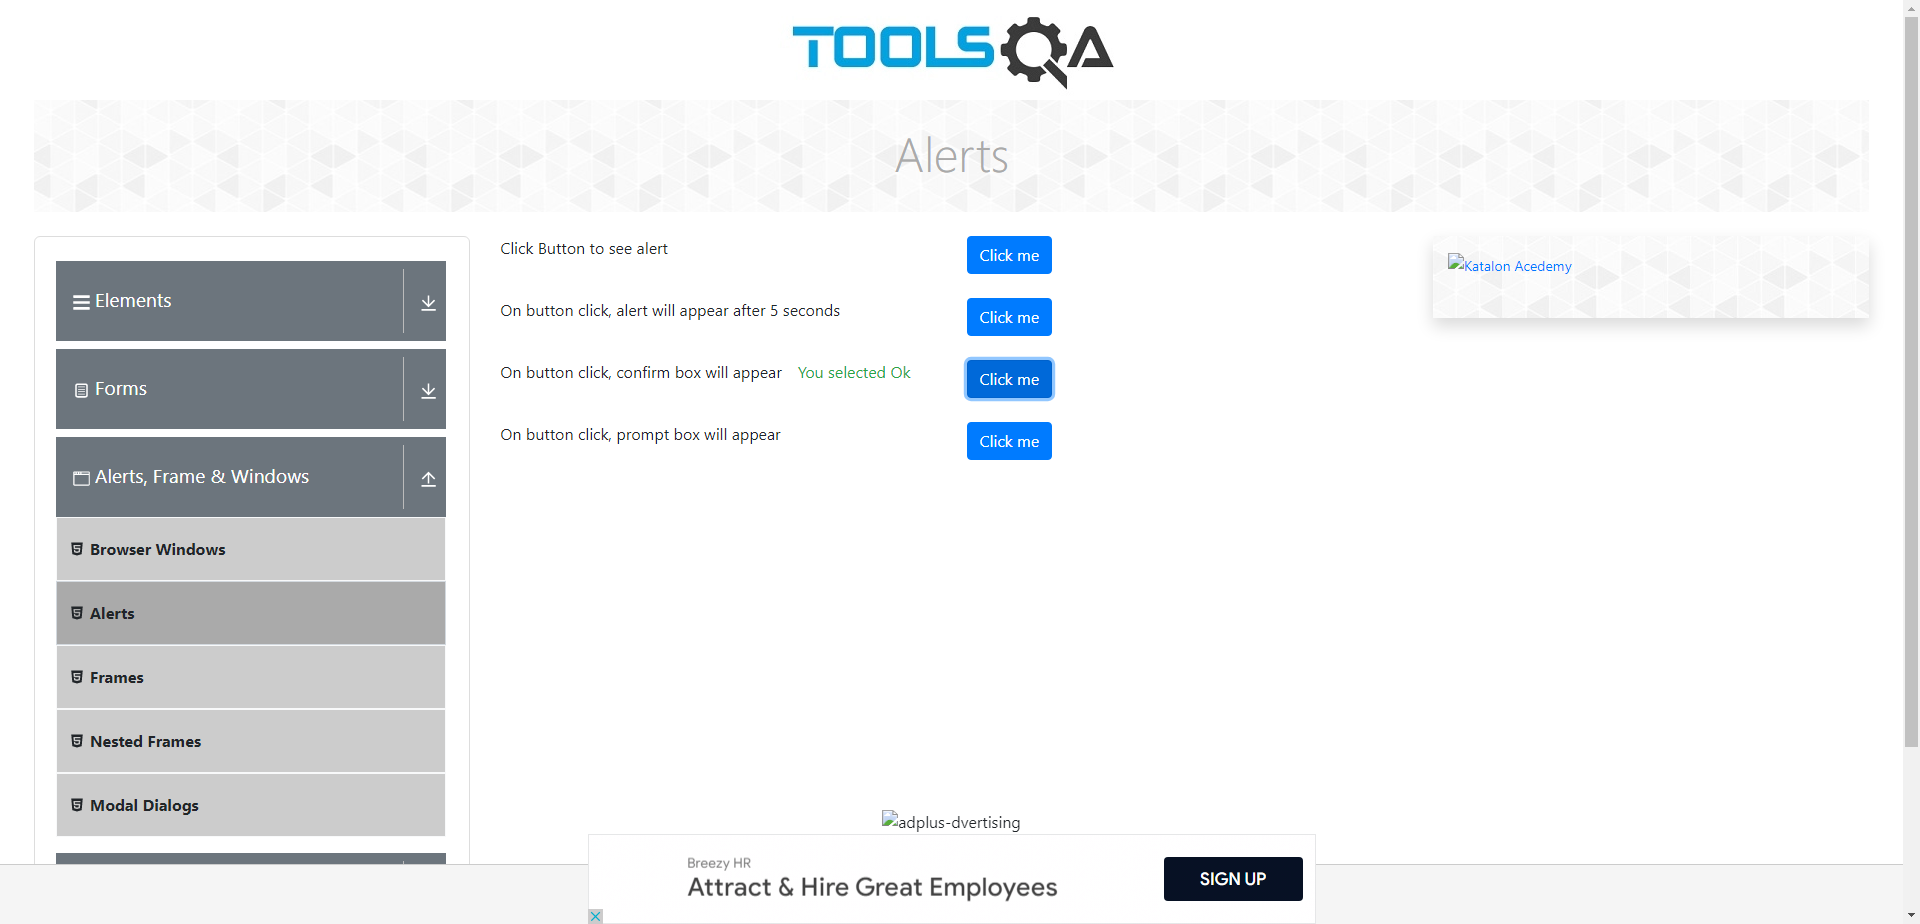 TOOLSQA
Alerts
Elements
Forms
Alerts, Frame & Windows
Browser Windows
Alerts
Frames
Nested Frames
Modal Dialogs
Click Button to see alert
Click me
On button click, alert will appear after 5 seconds
Click me
On button click, confirm box will appear You selected Ok
Click me
On button click, prompt box will appear
Click me
Katalon Acedemy
adplus-dvertising
Breezy HR
Attract & Hire Great Employees
SIGN UP